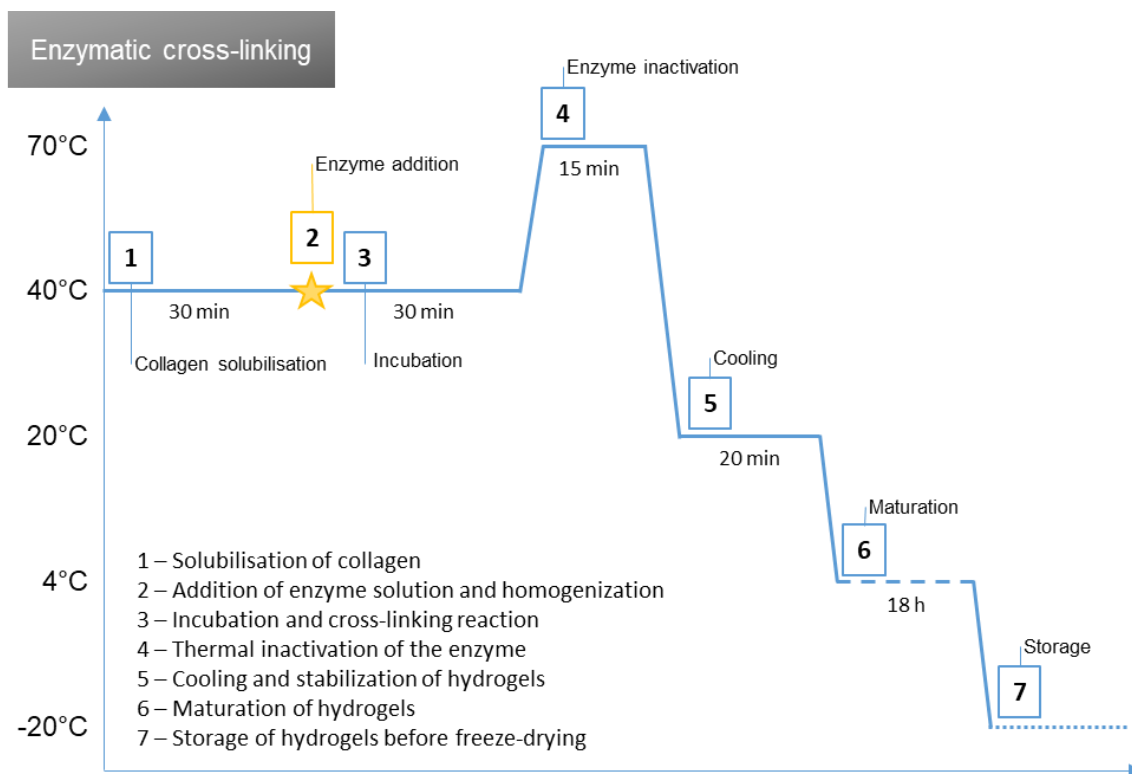 Enzymatic cross-linking
Enzyme inactivation
4
70°C
15 min
Enzyme addition
2
1
3
40°C
30 min
30 min
Collagen solubilisation
Incubation
Cooling
5
20°C
20 min
Maturation
6
4°C
18 h
1 – Solubilisation of collagen
2 – Addition of enzyme solution and homogenization
3 – Incubation and cross-linking reaction
4 – Thermal inactivation of the enzyme
5 – Cooling and stabilization of hydrogels
6 – Maturation of hydrogels
7 – Storage of hydrogels before freeze-drying
Storage
7
-20°C